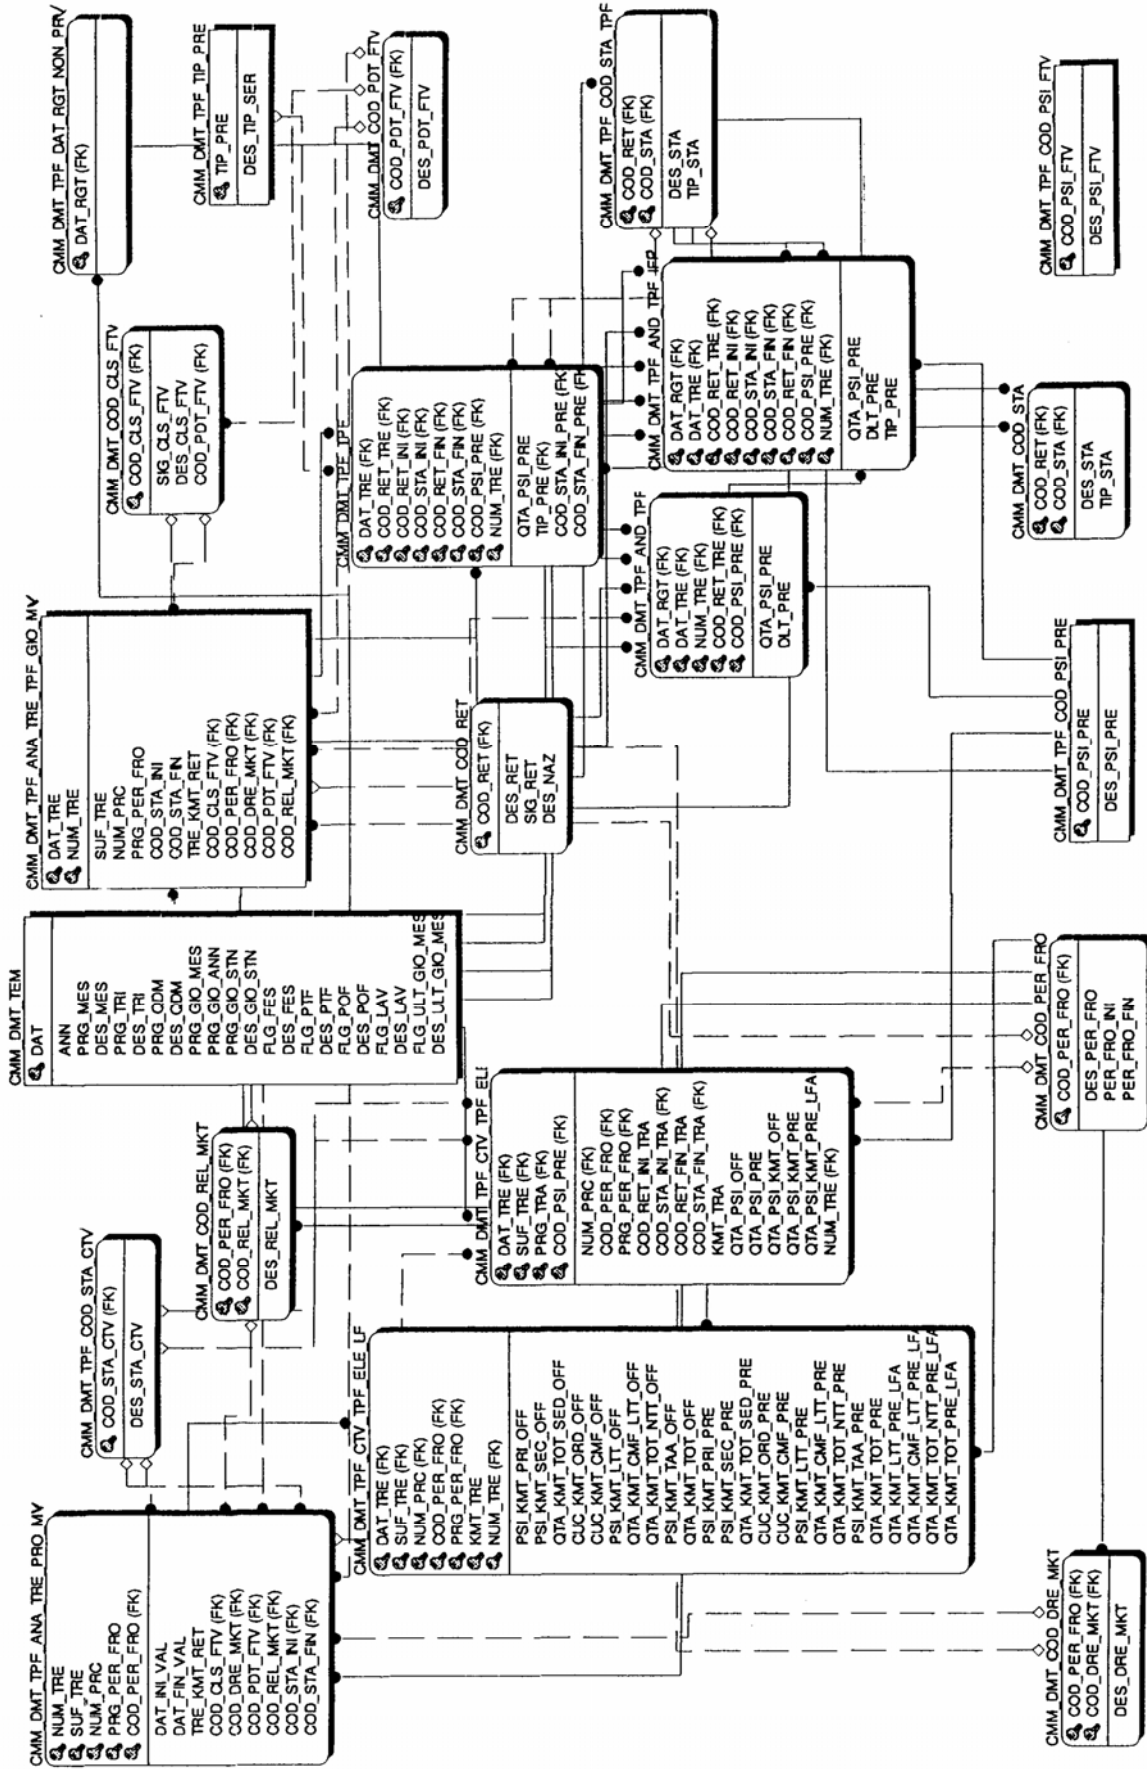 CMM_DMT_TPF_ANA_TRE_PRO_MV
NUM_TRE
SUF_TRE
NUM_PRC
PRG_PER_FRO
COD_PER_FRO (FK)
DAT_INI_VAL
DAT_FIN_VAL
TRE_KMT_RET
COD_CLS_FTV (FK)
COD_DRE_MKT (FK)
COD_PDT_FTV (FK)
COD_REL_MKT (FK)
COD_STA_INI (FK)
COD_STA_FIN (FK)
CMM_DMT_TPF_COD_STA_CTV
COD_STA_CTV (FK)
DES_STA_CTV
CMM_DMT_COD_REL_MKT
COD_PER_FRO (FK)
COD_REL_MKT (FK)
DES_REL_MKT
CMM_DMT_TEM
DAT
ANN
PRG_MES
DES_MES
PRG_TRI
DES_TRI
PRG_QDM
DES_QDM
PRG_GIO_MES
PRG_GIO_ANN
PRG_GIO_STN
DES_GIO_STN
FLG_FES
DES_FES
FLG_PTF
DES_PTF
FLG_POF
DES_POF
FLG_LAV
DES_LAV
FLG_ULT_GIO_MES
DES_ULT_GIO_MES
CMM_DMT_TPF_ANA_TRE_TPF_GIO_MV
DAT_TRE
NUM_TRE
SUF_TRE
NUM_PRC
PRG_PER_FRO
COD_STA_INI
COD_STA_FIN
TRE_KMT_RET
COD_CLS_FTV (FK)
COD_PER_FRO (FK)
COD_DRE_MKT (FK)
COD_PDT_FTV (FK)
COD_REL_MKT (FK)
CMM_DMT_COD_CLS_FTV
COD_CLS_FTV (FK)
SIG_CLS_FTV
DES_CLS_FTV
COD_PDT_FTV (FK)
CMM_DMT_TPF_DAT_RGT_NON_PRV
DAT_RGT (FK)
CMM_DMT_TPF_TIP_PRE
TIP_PRE
DES_TIP_SER
CMM_DMT_COD_PDT_FTV
COD_PDT_FTV (FK)
DES_PDT_FTV
CMM_DMT_TPF_CTV_TPF_ELE_LF
DAT_TRE (FK)
SUF_TRE (FK)
NUM_PRC (FK)
COD_PER_FRO (FK)
PRG_PER_FRO (FK)
KMT_TRE
NUM_TRE (FK)
PSI_KMT_PRI_OFF
PSI_KMT_SEC_OFF
QTA_KMT_TOT_SED_OFF
CUC_KMT_ORD_OFF
CUC_KMT_CMF_OFF
PSI_KMT_LTT_OFF
QTA_KMT_CMF_LTT_OFF
QTA_KMT_TOT_NTT_OFF
PSI_KMT_TAA_OFF
QTA_KMT_TOT_OFF
PSI_KMT_PRI_PRE
PSI_KMT_SEC_PRE
QTA_KMT_TOT_SED_PRE
CUC_KMT_ORD_PRE
CUC_KMT_CMF_PRE
PSI_KMT_LTT_PRE
QTA_KMT_CMF_LTT_PRE
QTA_KMT_TOT_NTT_PRE
PSI_KMT_TAA_PRE
QTA_KMT_TOT_PRE
QTA_KMT_LTT_PRE_LFA
QTA_KMT_CMF_PRE_LFA
QTA_KMT_TOT_NTT_PRE_LFA
QTA_KMT_TOT_PRE_LFA
CMM_DMT_TPF_CTV_TPF_ELE
DAT_TRE (FK)
SUF_TRE (FK)
PRG_TRA (FK)
COD_PSI_PRE (FK)
NUM_PRC (FK)
COD_PER_FRO (FK)
PRG_PER_FRO (FK)
COD_RET_INI_TRA
COD_STA_INI_TRA (FK)
COD_RET_FIN_TRA
COD_STA_FIN_TRA (FK)
KMT_TRA
QTA_PSI_OFF
QTA_PSI_PRE
QTA_PSI_KMT_OFF
QTA_PSI_KMT_PRE
QTA_PSI_KMT_PRE_LFA
NUM_TRE (FK)
CMM_DMT_COD_RET
COD_RET (FK)
DES_RET
SIG_RET
DES_NAZ
CMM_DMT_TPF_TPF
DAT_TRE (FK)
COD_RET_TRE (FK)
COD_RET_INI (FK)
COD_STA_INI (FK)
COD_RET_FIN (FK)
COD_STA_FIN (FK)
COD_PSI_PRE (FK)
NUM_TRE (FK)
QTA_PSI_PRE
TIP_PRE (FK)
COD_STA_INI_PRE (FK)
COD_STA_FIN_PRE (FK)
CMM_DMT_TPF_AND_TPF
DAT_RGT (FK)
DAT_TRE (FK)
NUM_TRE (FK)
COD_RET_TRE (FK)
COD_PSI_PRE (FK)
QTA_PSI_PRE
DLT_PRE
CMM_DMT_TPF_AND_TPF_IFP
DAT_RGT (FK)
DAT_TRE (FK)
COD_RET_TRE (FK)
COD_RET_INI (FK)
COD_STA_INI (FK)
COD_STA_FIN (FK)
COD_RET_FIN (FK)
COD_PSI_PRE (FK)
NUM_TRE (FK)
QTA_PSI_PRE
DLT_PRE
TIP_PRE
CMM_DMT_TPF_COD_STA_TPF
COD_RET (FK)
COD_STA (FK)
DES_STA
TIP_STA
CMM_DMT_COD_DRE_MKT
COD_PER_FRO (FK)
COD_DRE_MKT (FK)
DES_DRE_MKT
CMM_DMT_COD_PER_FRO
COD_PER_FRO (FK)
DES_PER_FRO
PER_FRO_INI
PER_FRO_FIN
CMM_DMT_TPF_COD_PSI_PRE
COD_PSI_PRE
DES_PSI_PRE
CMM_DMT_COD_STA
COD_RET (FK)
COD_STA (FK)
DES_STA
TIP_STA
CMM_DMT_TPF_COD_PSI_FTV
COD_PSI_FTV (FK)
DES_PSI_FTV